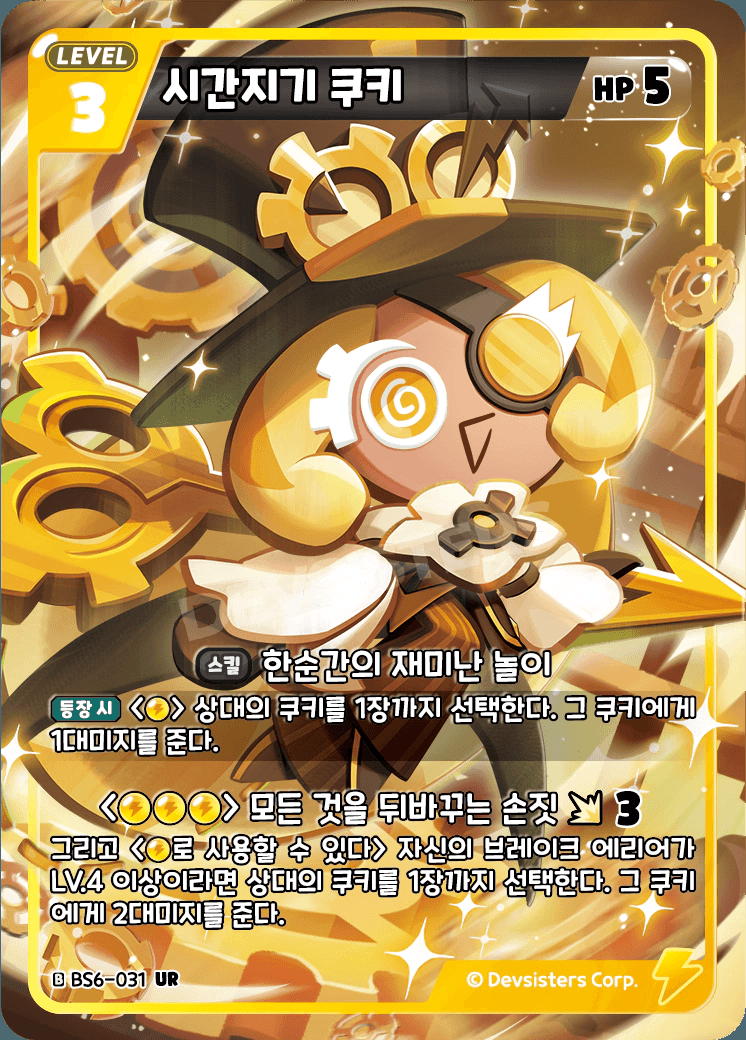 LEVEL
3
시간지기 쿠키
HP 5
스킬 한순간의 재미난 놀이
등장 시 < > 상대의 쿠키를 1장까지 선택한다. 그 쿠키에게
1대미지를 준다.
< > 모든 것을 뒤바꾸는 손짓 3
그리고 < 로 사용할 수 있다> 자신의 브레이크 에리어가
LV.4 이상이라면 상대의 쿠키를 1장까지 선택한다. 그 쿠키
에게 2대미지를 준다.
B BS6-031 UR
© Devsisters Corp.